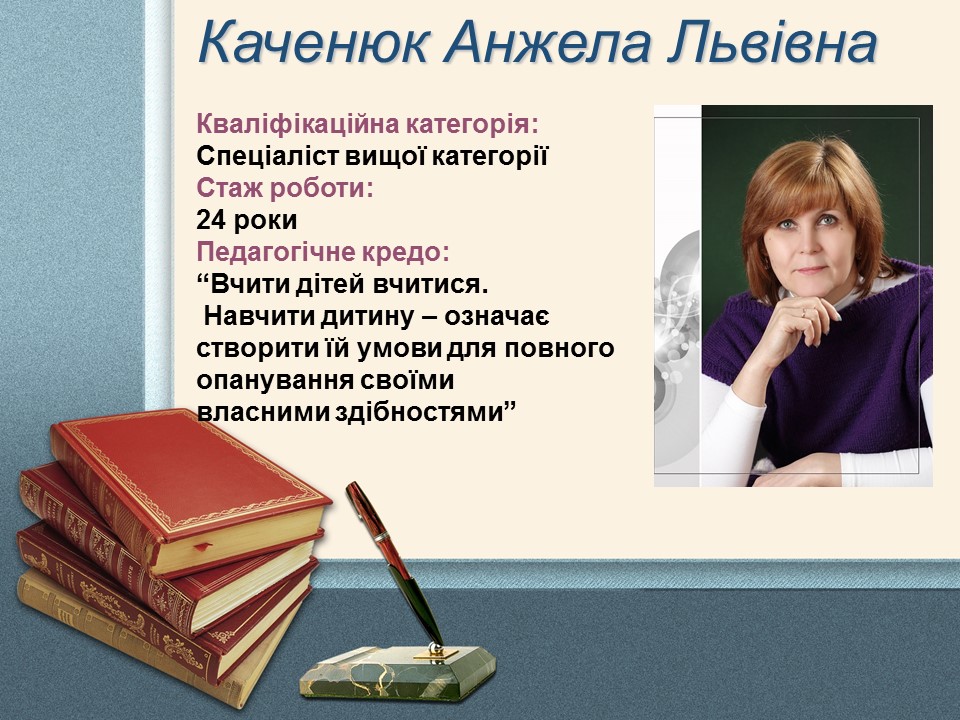 Каченюк Анжела Львівна
Кваліфікаційна категорія:
Спеціаліст вищої категорії
Стаж роботи:
24 роки
Педагогічне кредо:
“Вчити дітей вчитися.
Навчити дитину – означає
створити їй умови для повного
опанування своїми
власними здібностями”